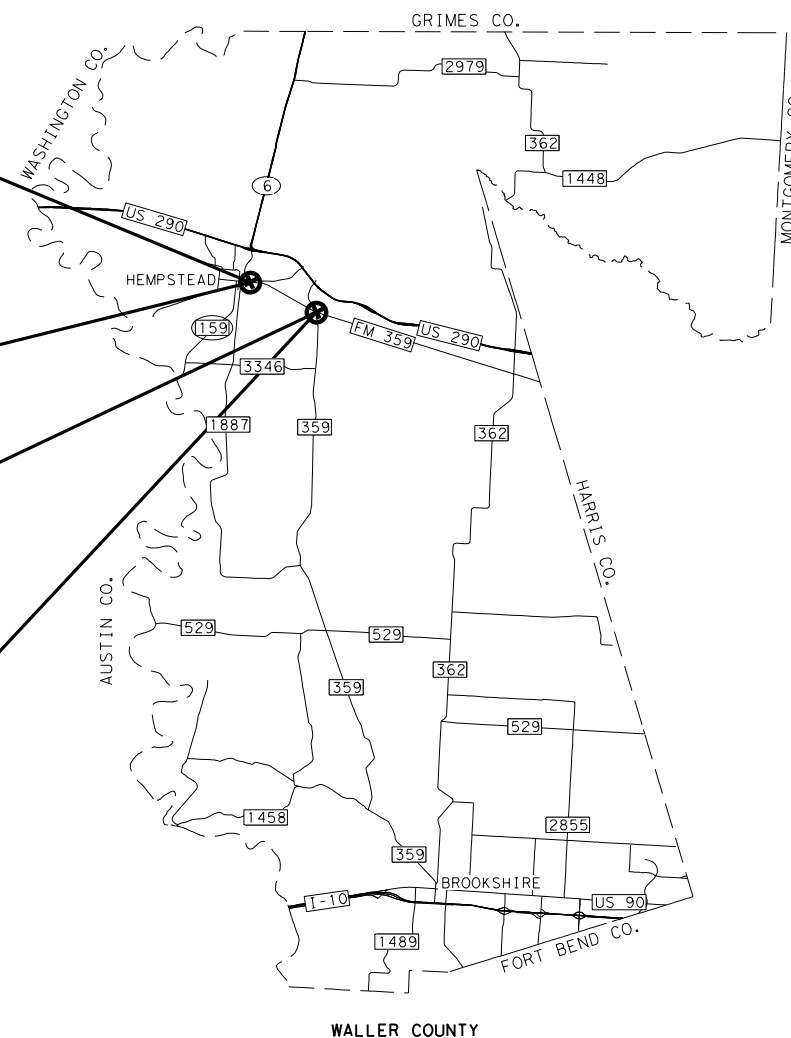 GRIMES CO.
2979
WASHINGTON CO.
MONTGOMERY CO.
362
1448
6
US 290
HEMPSTEAD
159
FM 359
US 290
3346
1887
359
362
HARRIS CO.
AUSTIN CO.
529
529
362
359
529
1458
2855
359
BROOKSHIRE
I-10
US 90
1489
FORT BEND CO.
WALLER COUNTY